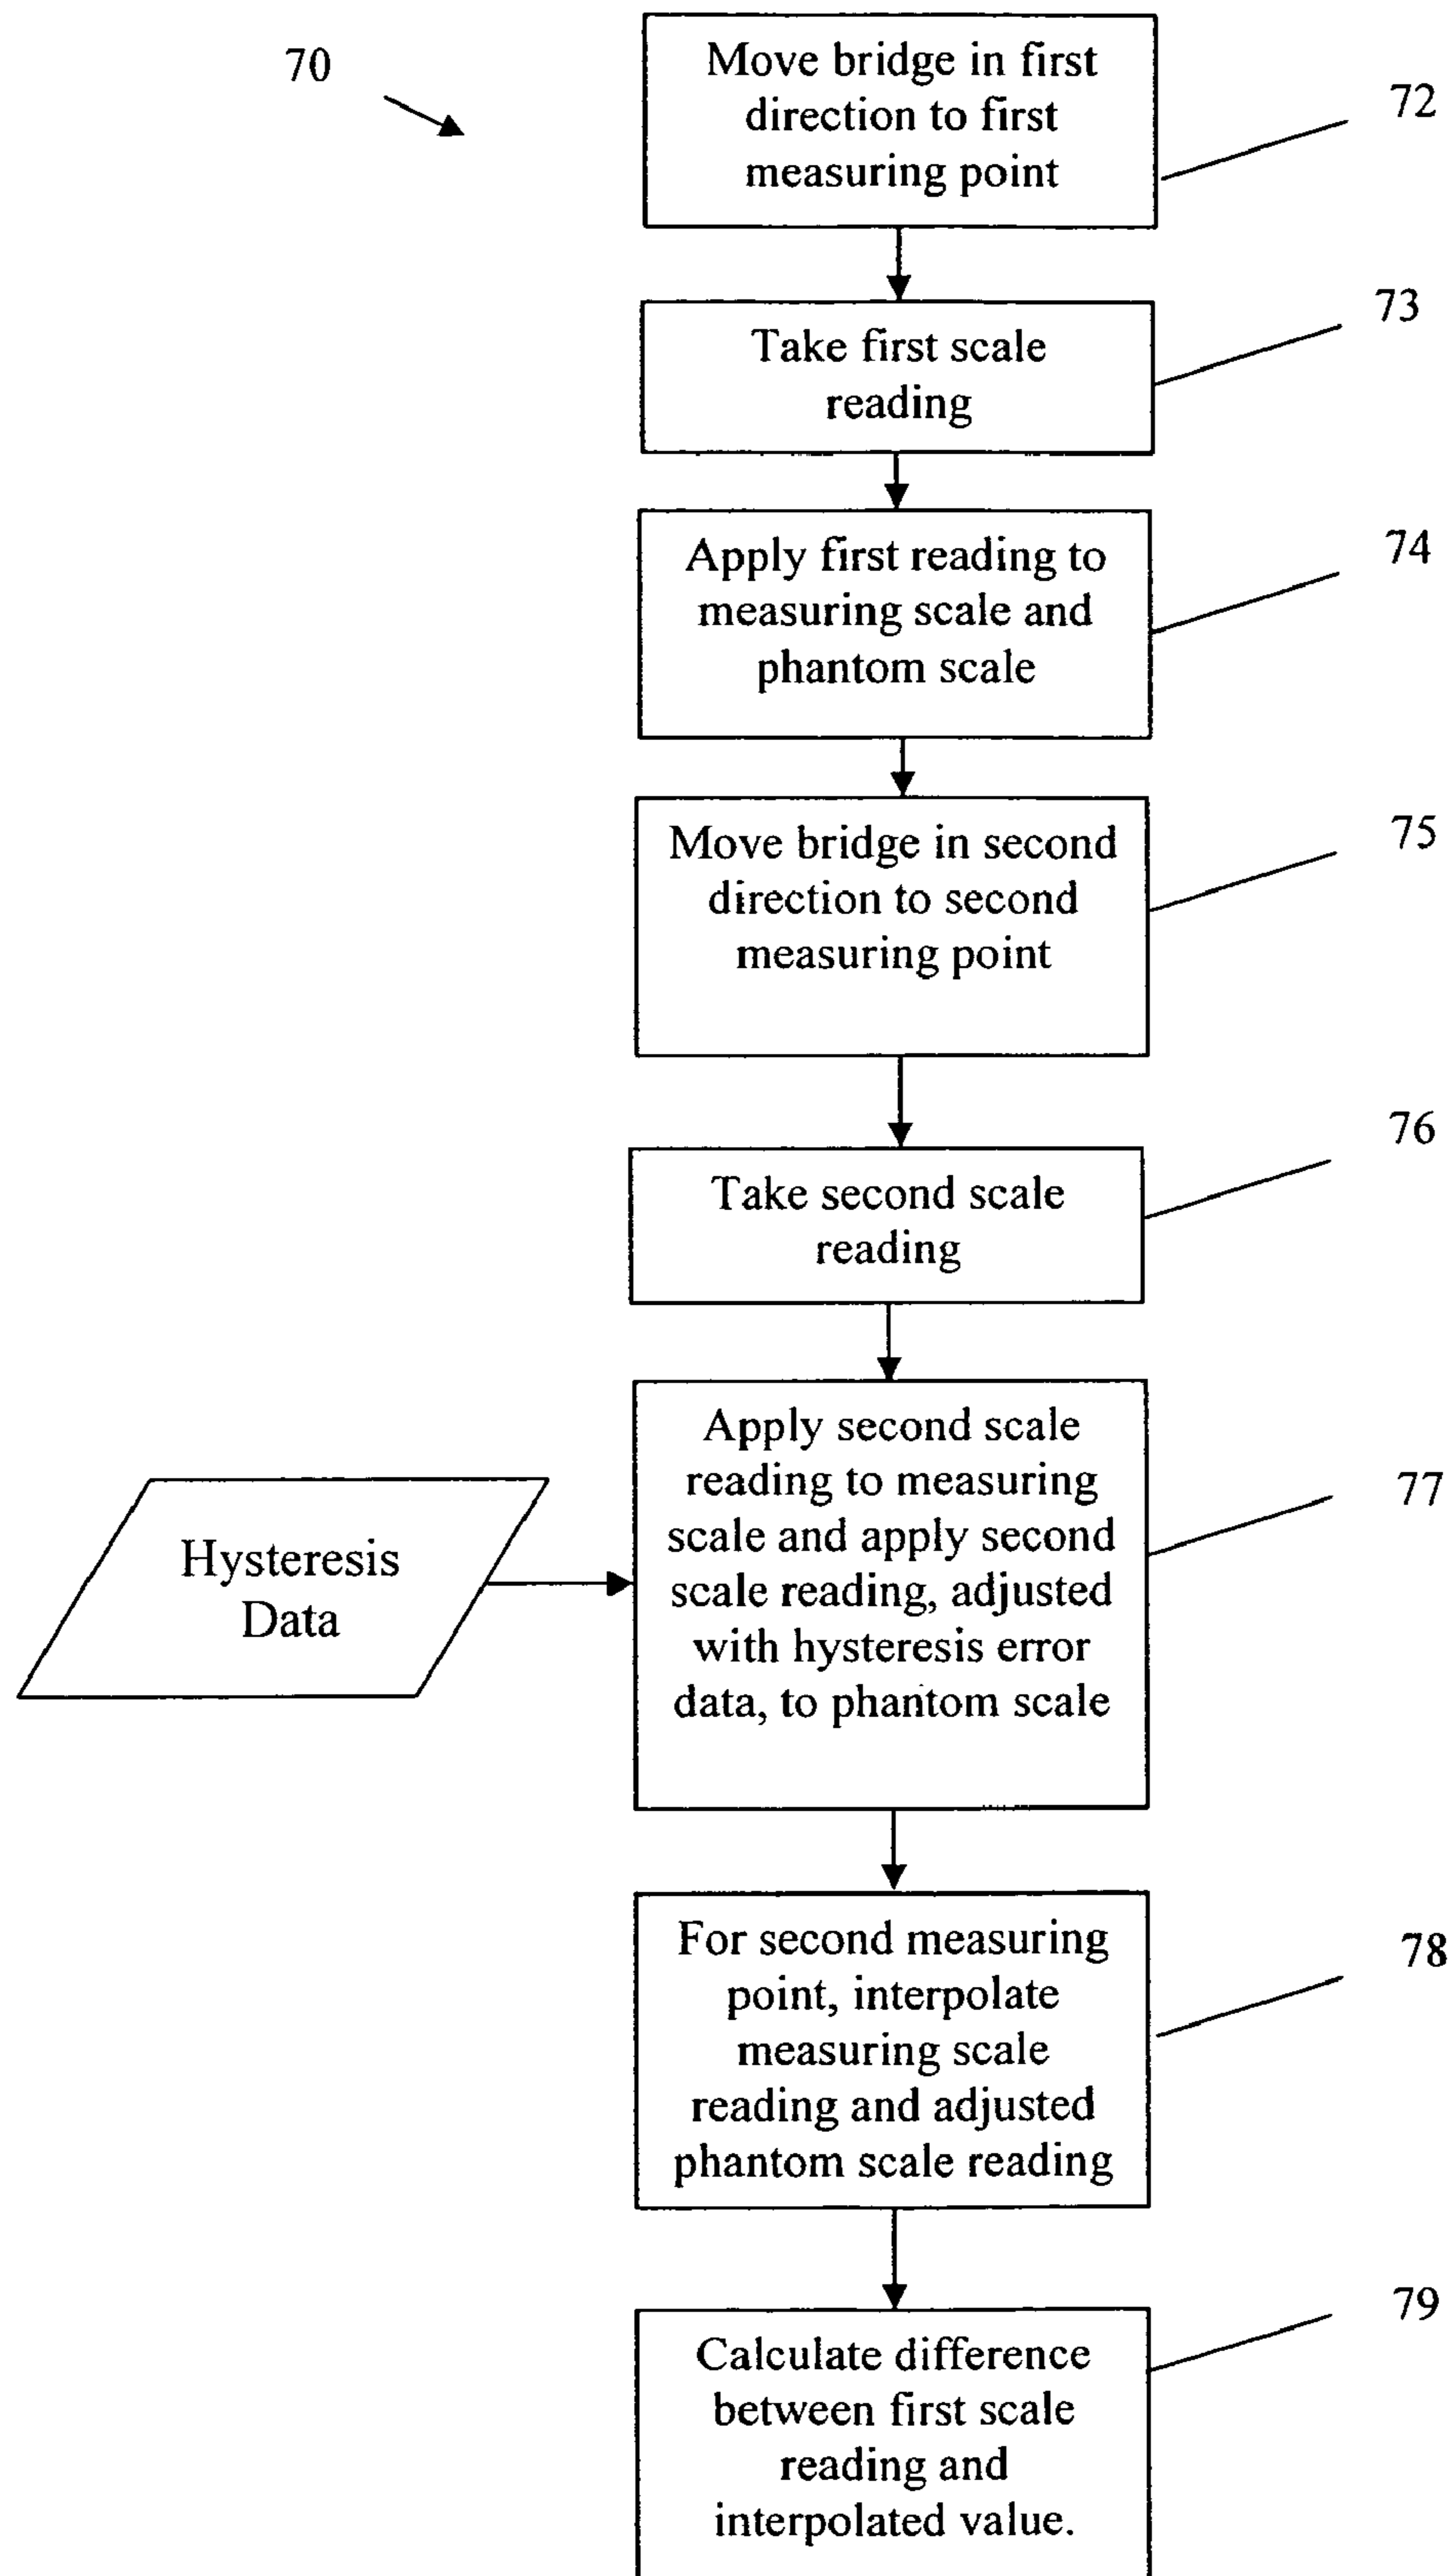 70
Move bridge in first
direction to first
measuring point
72
Take first scale
reading
73
Apply first reading to
measuring scale and
phantom scale
74
Move bridge in second
direction to second
measuring point
75
Take second scale
reading
76
Hysteresis
Data
Apply second scale
reading to measuring
scale and apply second
scale reading, adjusted
with hysteresis error
data, to phantom scale
77
For second measuring
point, interpolate
measuring scale
reading and adjusted
phantom scale reading
78
Calculate difference
between first scale
reading and
interpolated value.
79